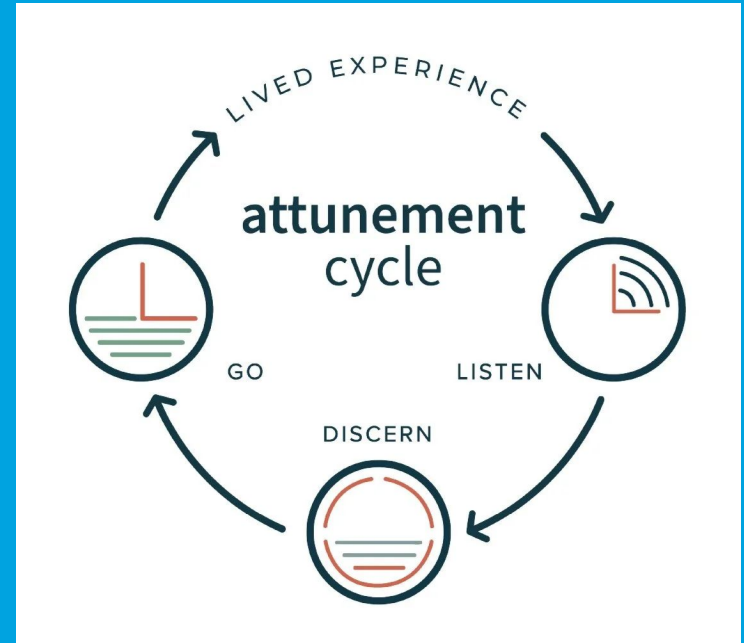 LIVED EXPERIENCE
attunement
cycle
GO
LISTEN
DISCERN